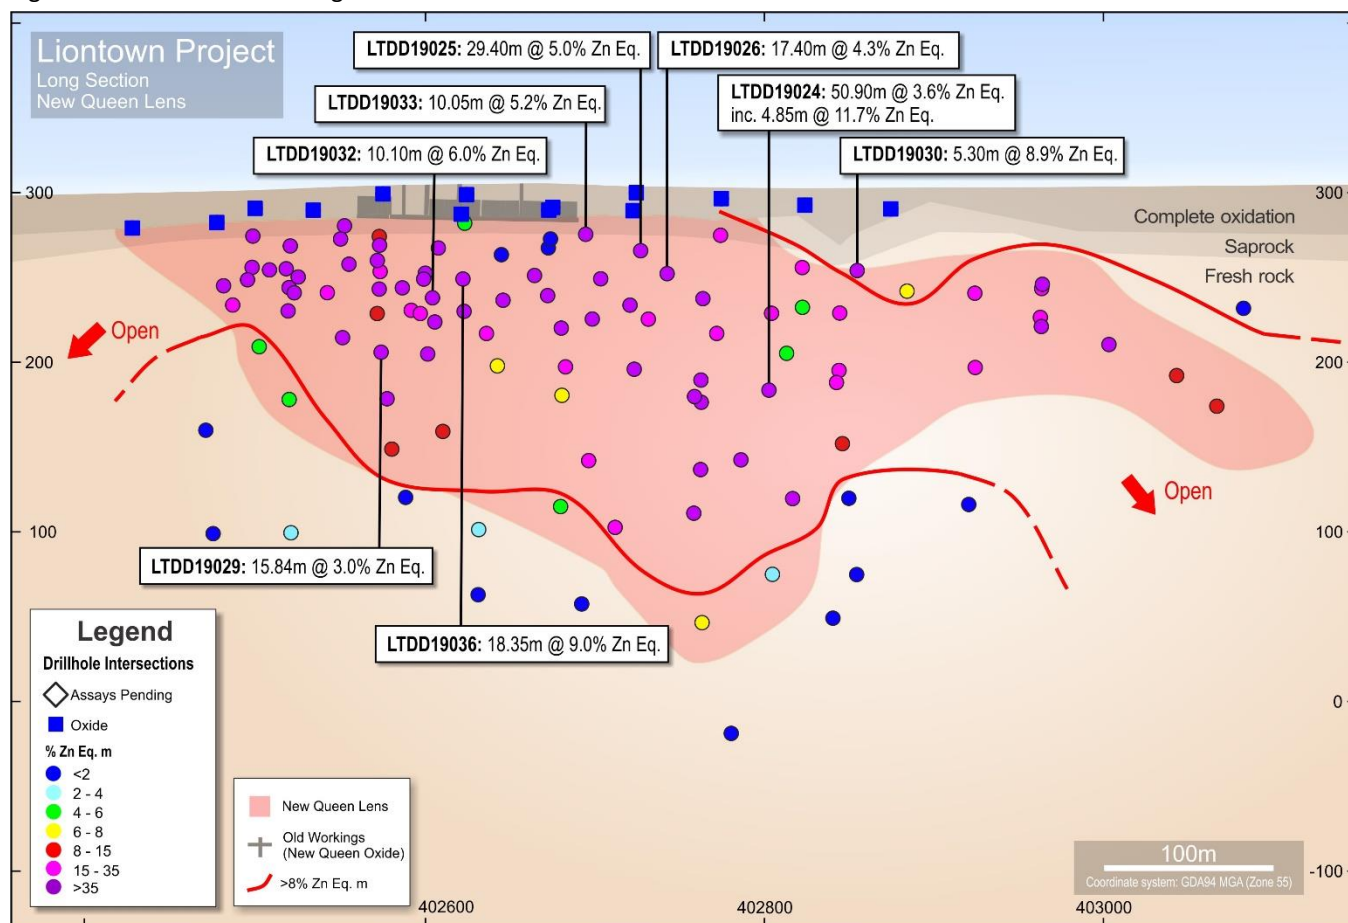 Liontown Project
Long Section
New Queen Lens
LTDD19025: 29.40m @ 5.0% Zn Eq.
LTDD19026: 17.40m @ 4.3% Zn Eq.
LTDD19033: 10.05m @ 5.2% Zn Eq.
LTDD19024: 50.90m @ 3.6% Zn Eq.
inc. 4.85m @ 11.7% Zn Eq.
LTDD19032: 10.10m @ 6.0% Zn Eq.
LTDD19030: 5.30m @ 8.9% Zn Eq.
300
300
Complete oxidation
Saprock
Fresh rock
Open
200
200
Open
100
100
LTDD19029: 15.84m @ 3.0% Zn Eq.
LTDD19036: 18.35m @ 9.0% Zn Eq.
Legend
Drillhole Intersections
Assays Pending
Oxide
% Zn Eq. m
<2
2 - 4
4 - 6
6 - 8
8 - 15
15 - 35
>35
New Queen Lens
Old Workings
(New Queen Oxide)
>8% Zn Eq. m
0
100m
Coordinate system: GDA94 MGA (Zone 55)
-100
402600
402800
403000